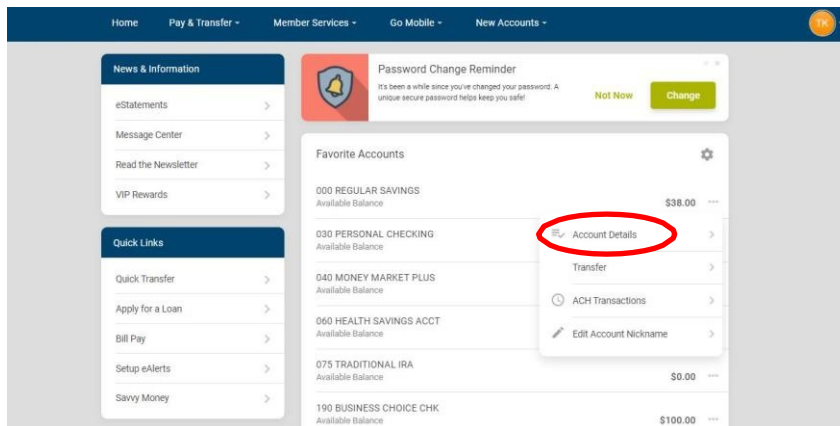 Home Pay & Transfer Member Services Go Mobile New Accounts TK
News & Information
eStatements
Message Center
Read the Newsletter
VIP Rewards
Quick Links
Quick Transfer
Apply for a Loan
Bill Pay
Setup eAlerts
Savvy Money
Password Change Reminder
It's been a while since you've changed your password. A
unique secure password helps keep you safe!
Not Now Change
Favorite Accounts
000 REGULAR SAVINGS
Available Balance $38.00
030 PERSONAL CHECKING
Available Balance
040 MONEY MARKET PLUS
Available Balance
060 HEALTH SAVINGS ACCT
Available Balance
075 TRADITIONAL IRA
Available Balance $0.00
190 BUSINESS CHOICE CHK
Available Balance $100.00
Account Details
Transfer
ACH Transactions
Edit Account Nickname